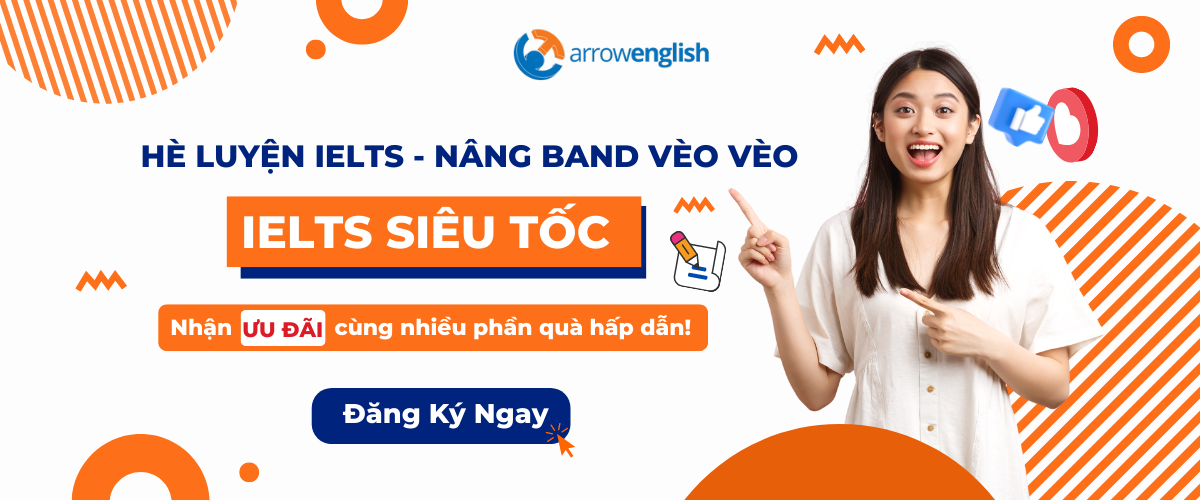 arrowenglish
HÈ LUYỆN IELTS - NÂNG BAND VÈO VÈO
IELTS SIÊU TỐC
Nhận ƯU ĐÃI cùng nhiều phần quà hấp dẫn!
Đăng Ký Ngay